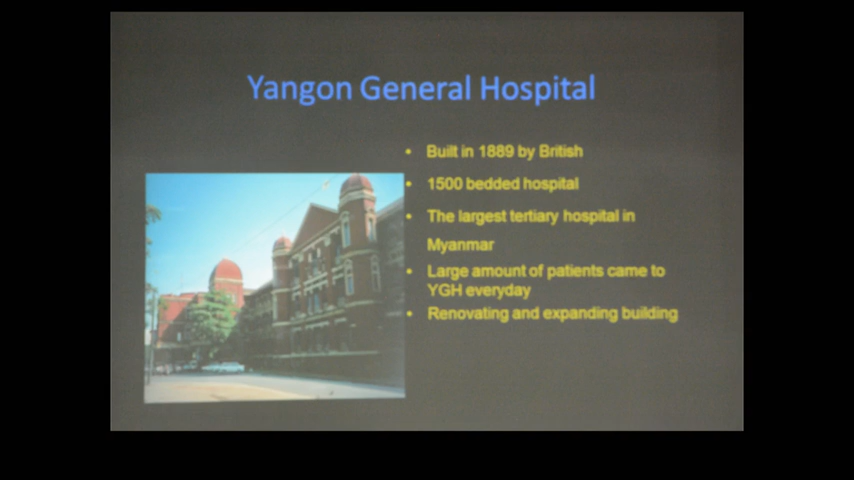 Yangon General Hospital
• Built in 1889 by British
• 1500 bedded hospital
• The largest tertiary hospital in
Myanmar
• Large amount of patients came to
YGH everyday
• Renovating and expanding building